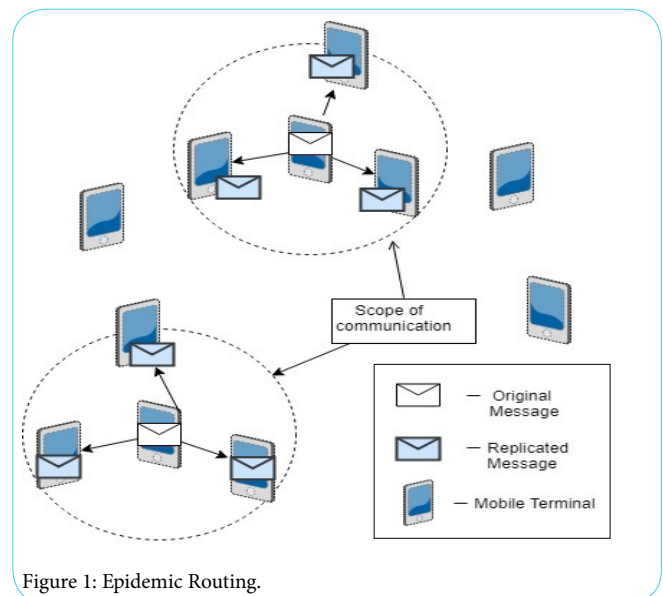 Scope of
communication
— Original
Message
— Replicated
Message
— Mobile Terminal
Figure 1: Epidemic Routing.